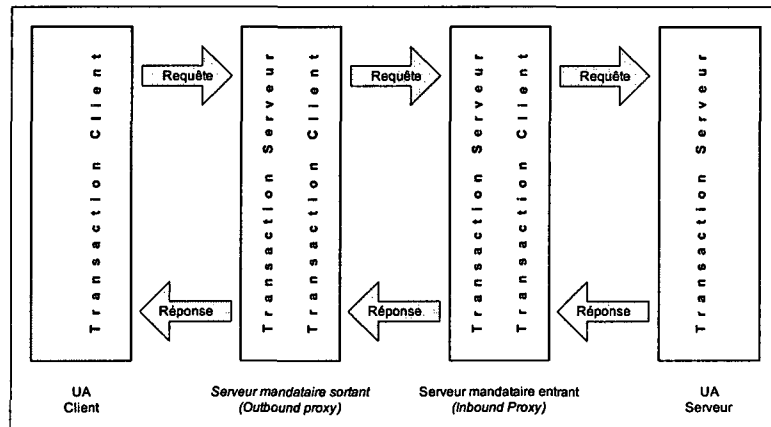 Transaction Client
Requête
Transaction Serveur
Transaction Client
Requête
Transaction Serveur
Transaction Client
Requête
Transaction Serveur
Réponse
Réponse.
Réponse
UA
Client
Serveur mandataire sortant
(Outbound proxy)
Serveur mandataire entrant
(Inbound Proxy)
UA
Serveur